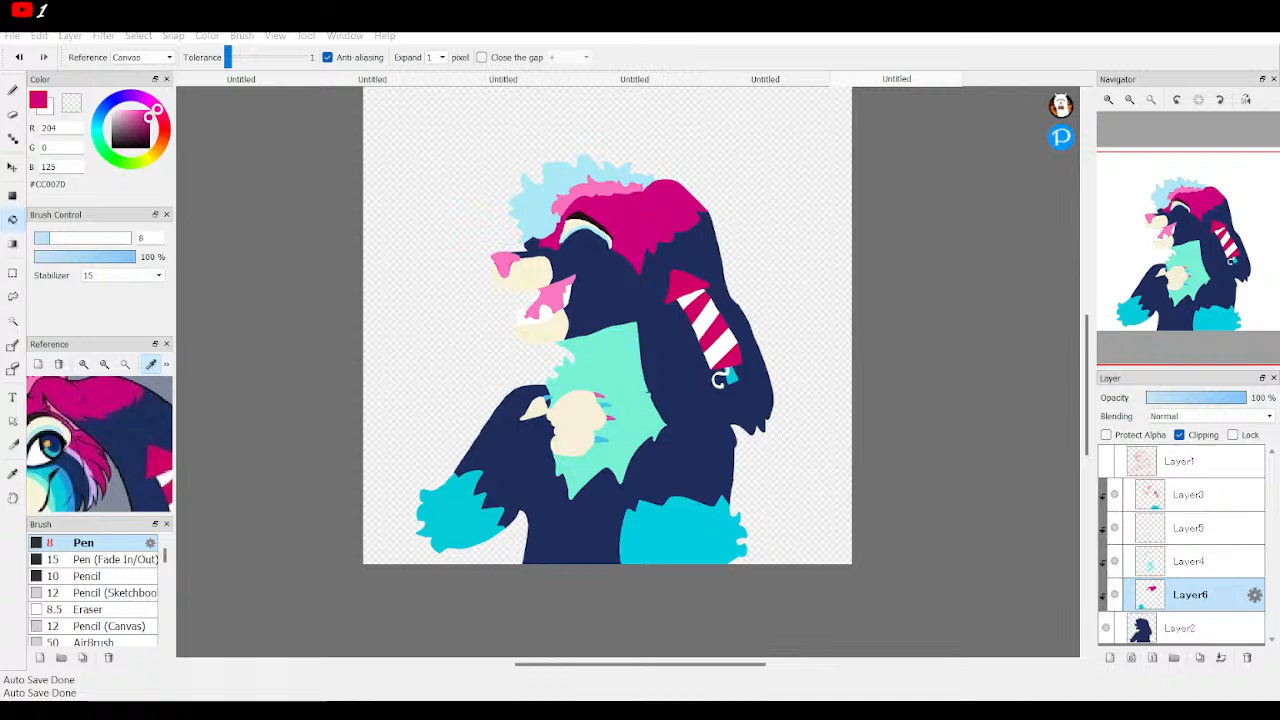 1
File Edit Layer Filter Select Snap Color Brush View Tool Window Help
Reference Canvas Tolerance 1 Anti-aliasing Expand 1 pixel Close the gap
Color
Untitled Untitled Untitled Untitled Untitled Untitled
Navigator
R 204
G 0
B 125
#CC007D
Brush Control
8
100 %
Stabilizer 15
Reference
Brush
8 Pen
15 Pen (Fade In/Out)
10 Pencil
12 Pencil (Sketchboo
8.5 Eraser
12 Pencil (Canvas)
50 AirBrush
Auto Save Done
Auto Save Done
P
Layer
Opacity 100 %
Blending Normal
Protect Alpha Clipping Lock
Layer1
Layer3
Layer5
Layer4
Layer6
Layer2